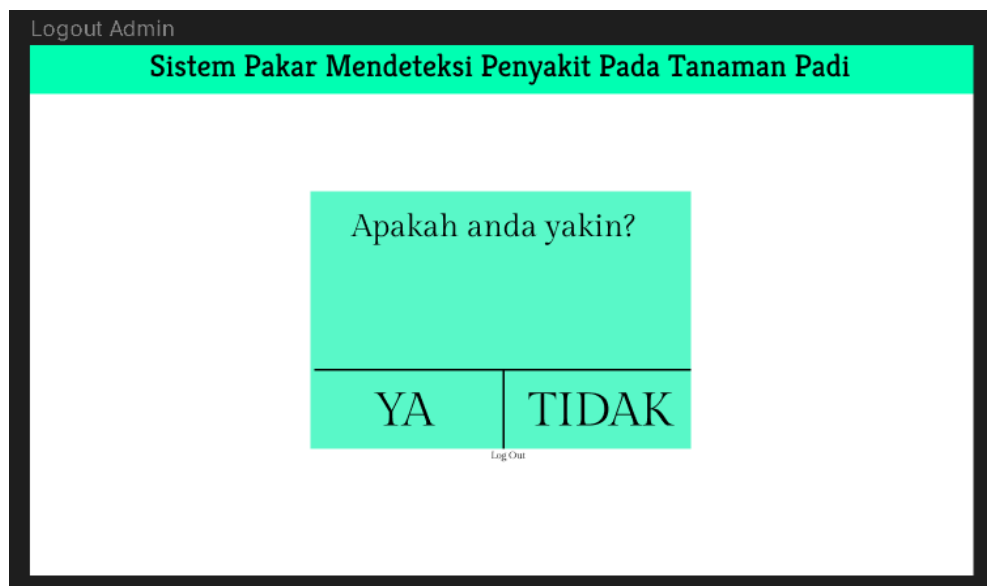 Logout Admin
Sistem Pakar Mendeteksi Penyakit Pada Tanaman Padi
Apakah anda yakin?
YA TIDAK
Log Out